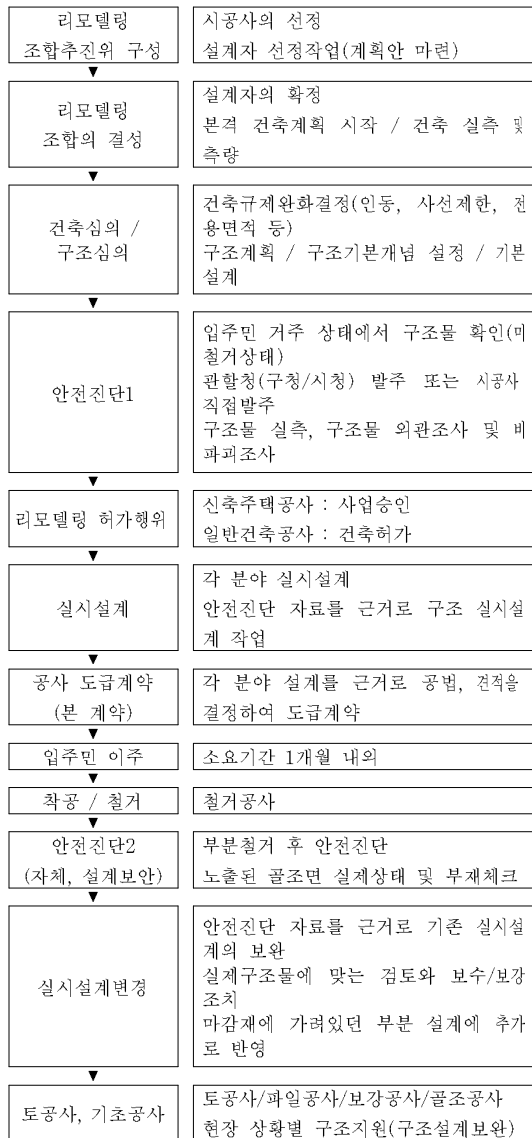 리모델링
조합추진위 구성
시공사의 선정
설계자 선정작업(계획안 마련)
▼
리모델링
조합의 결성
설계자의 확정
본격 건축계획 시작 / 건축 실측 및
측량
▼
건축심의 /
구조심의
건축규제완화결정(인동, 사선제한, 전
용면적 등)
구조계획 / 구조기본개념 설정 / 기본
설계
▼
안전진단1
입주민 거주 상태에서 구조물 확인(미
철거상태)
관할청(구청/시청) 발주 또는 시공사
직접발주
구조물 실측, 구조물 외관조사 및 비
파괴조사
▼
리모델링 허가행위
신축주택공사 : 사업승인
일반건축공사 : 건축허가
▼
실시설계
각 분야 실시설계
안전진단 자료를 근거로 구조 실시설
계 작업
▼
공사 도급계약
(본 계약)
각 분야 설계를 근거로 공법, 견적을
결정하여 도급계약
▼
입주민 이주
소요기간 1개월 내외
▼
착공 / 철거
철거공사
▼
안전진단2
(자체, 설계보안)
부분철거 후 안전진단
노출된 골조면 실제상태 및 부재체크
▼
실시설계변경
안전진단 자료를 근거로 기존 실시설
계의 보완
실제구조물에 맞는 검토와 보수/보강
조치
마감재에 가려있던 부분 설계에 추가
로 반영
▼
토공사, 기초공사
토공사/파일공사/보강공사/골조공사
현장 상황별 구조지원(구조설계보완)